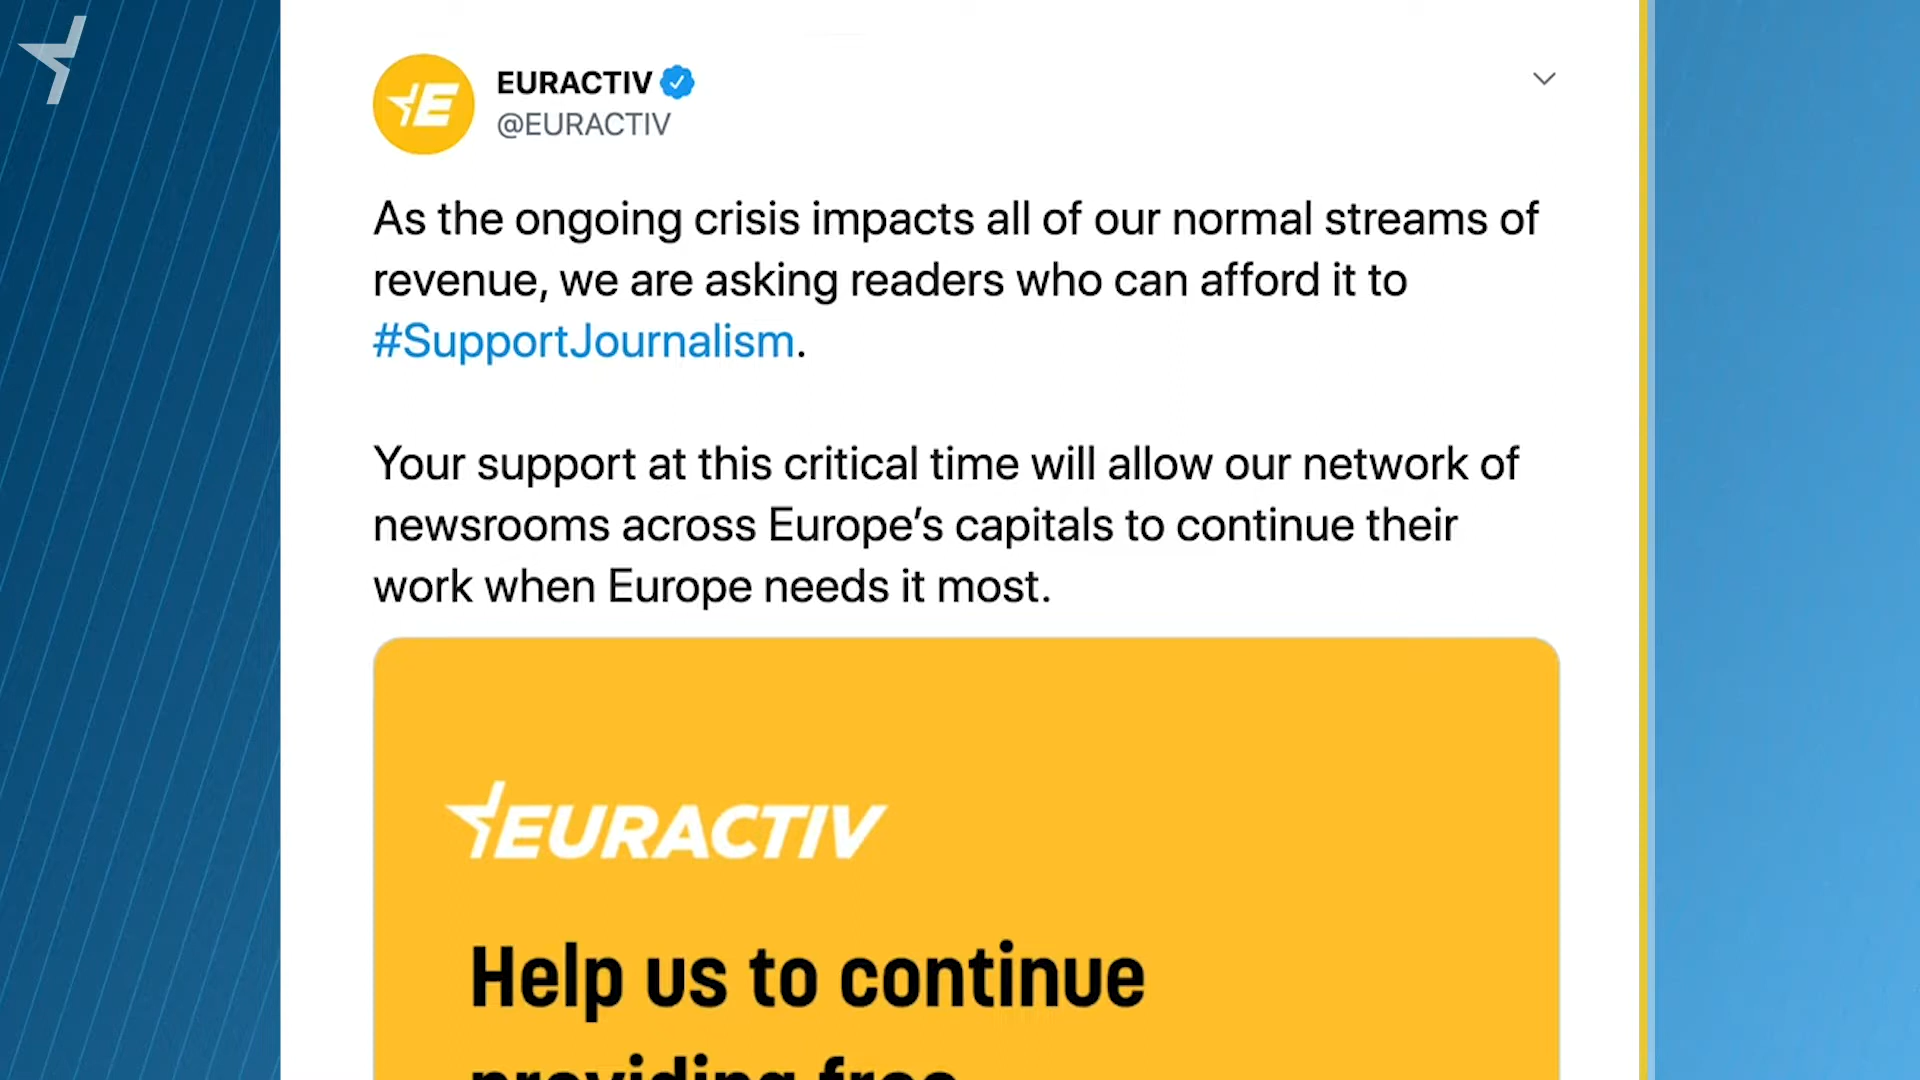 EURACTIV
@EURACTIV
As the ongoing crisis impacts all of our normal streams of
revenue, we are asking readers who can afford it to
#SupportJournalism.
Your support at this critical time will allow our network of
newsrooms across Europe’s capitals to continue their
work when Europe needs it most.
EURACTIV
Help us to continue
providing free